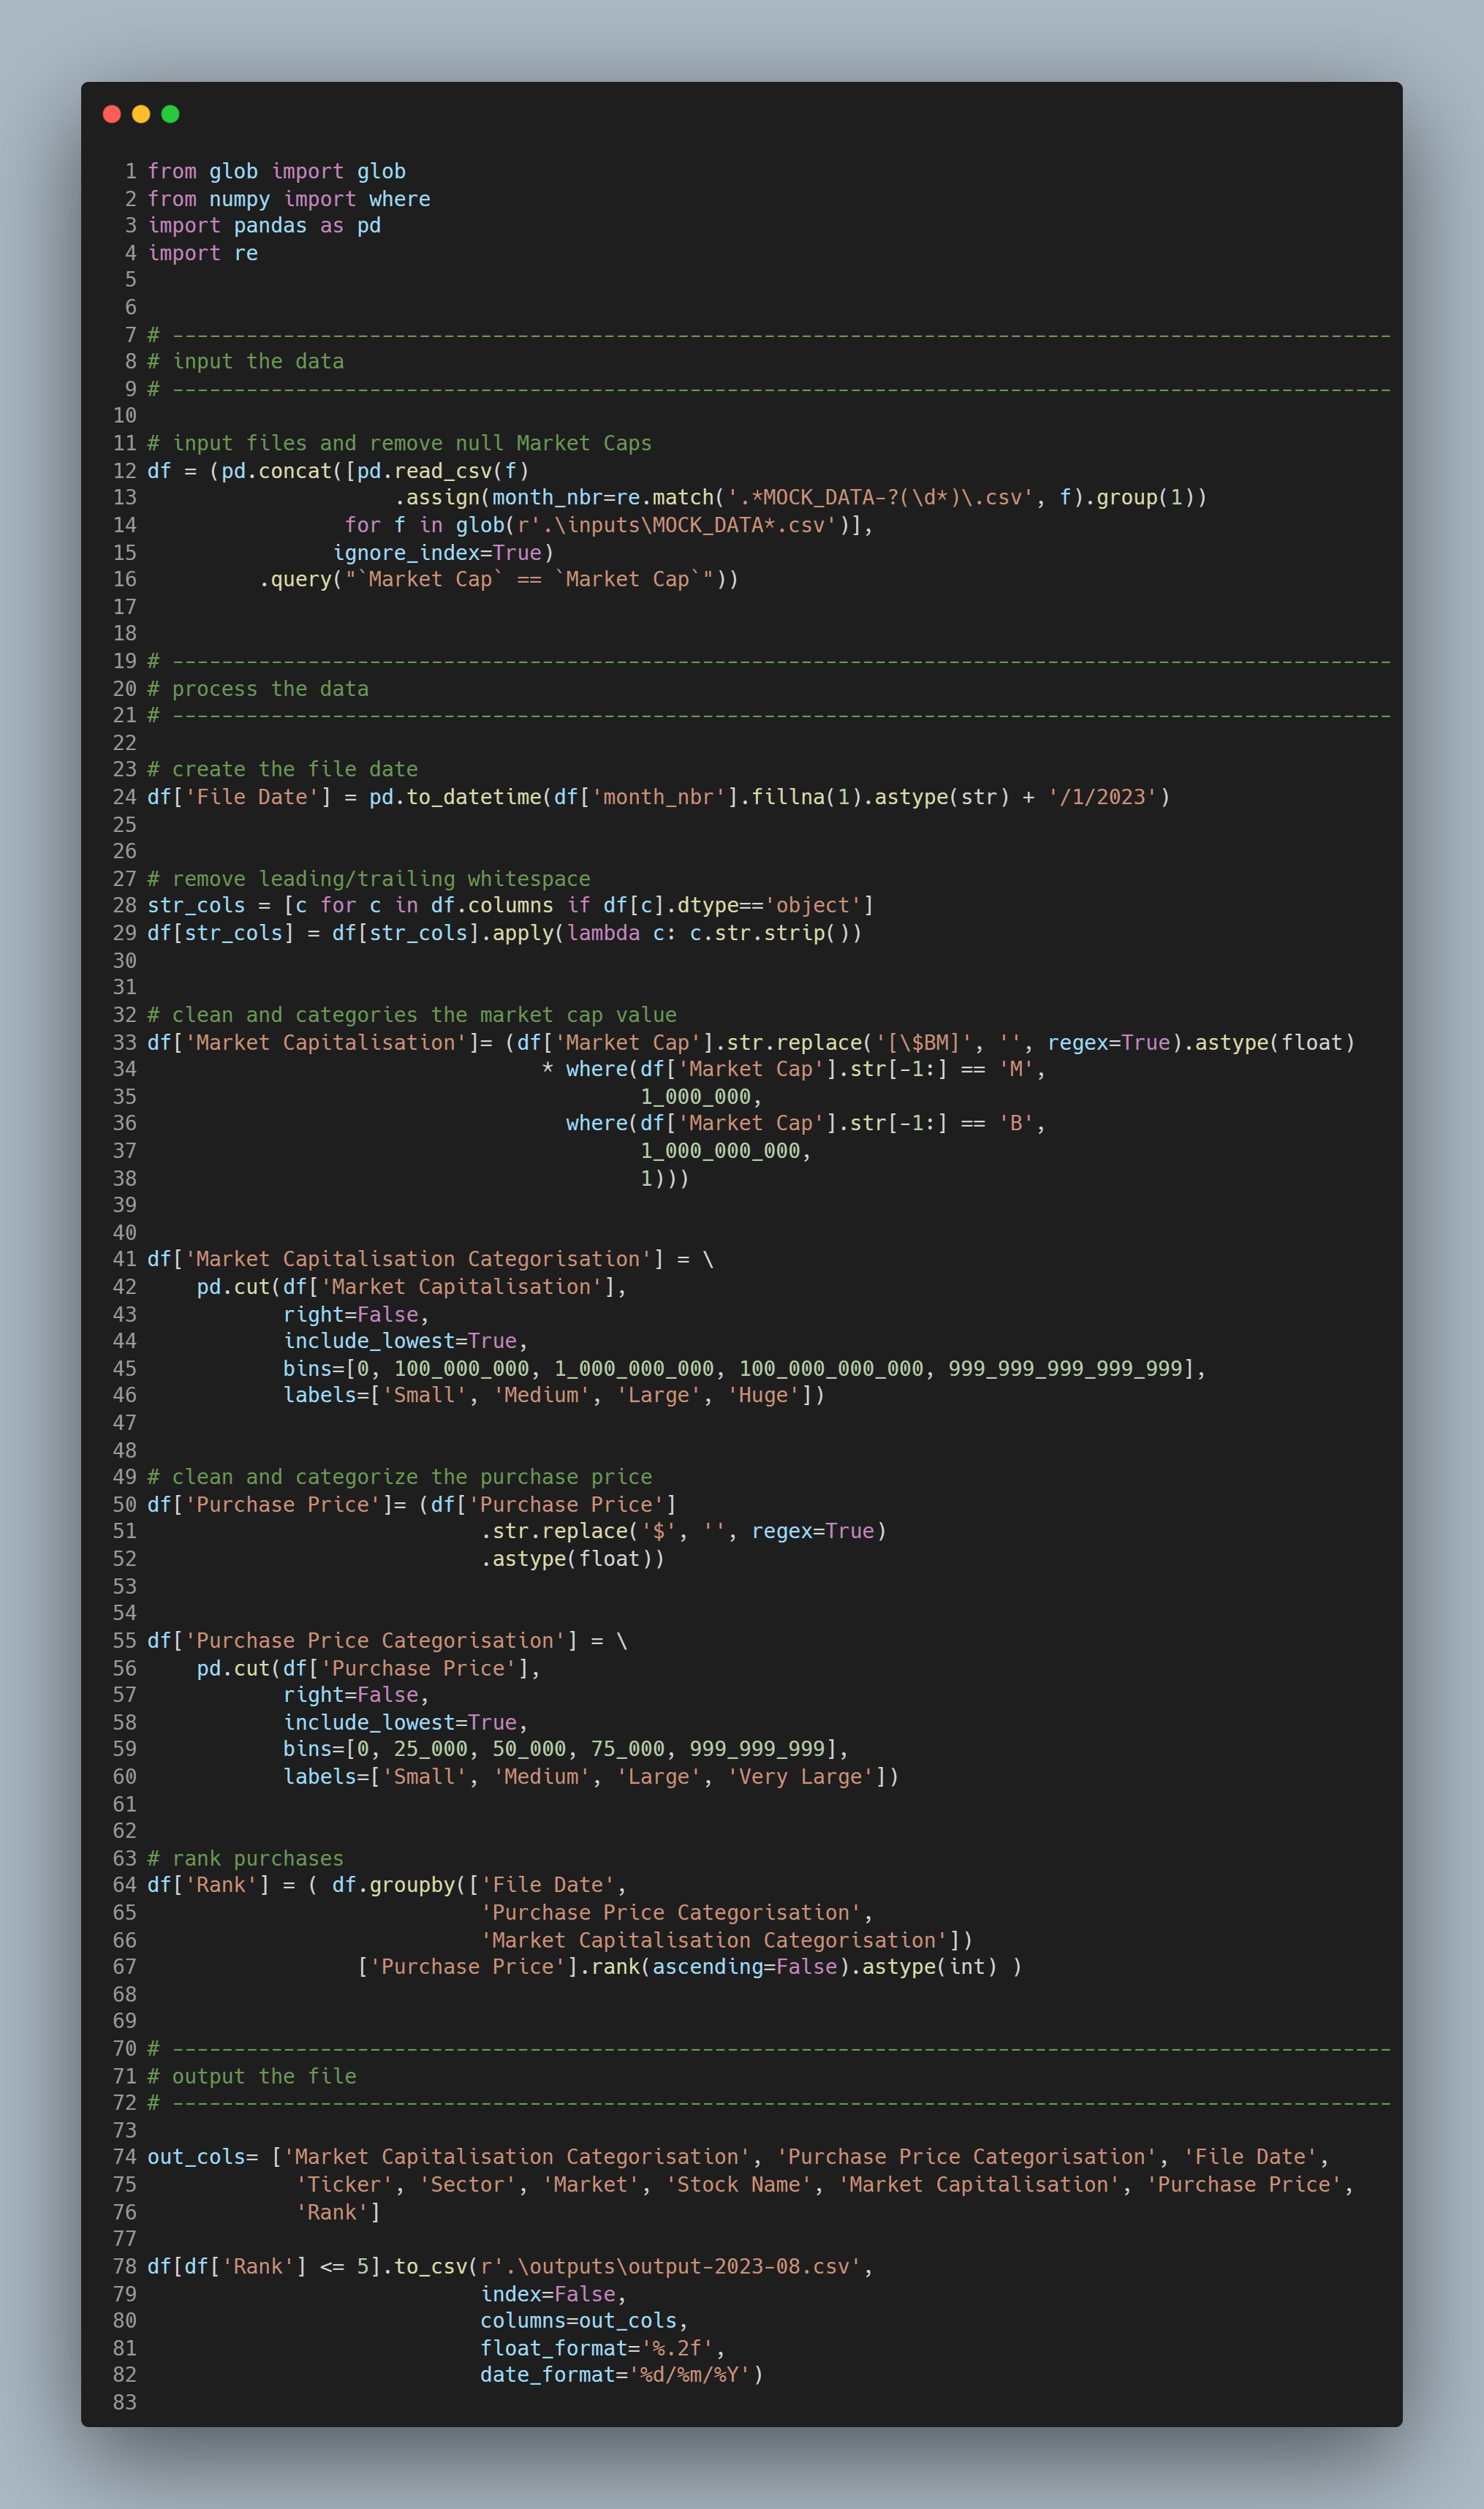 1 from glob import glob
2 from numpy import where
3 import pandas as pd
4 import re
5
6
7 # ---------------------------------------------------------------------------------------------------
8 # input the data
9 # ---------------------------------------------------------------------------------------------------
10
11 # input files and remove null Market Caps
12 df = (pd.concat([pd.read_csv(f)
13                     .assign(month_nbr=re.match('.*MOCK_DATA-?(\d*)\.csv', f).group(1))
14                 for f in glob(r'.\inputs\MOCK_DATA*.csv')],
15                ignore_index=True)
16          .query("`Market Cap` == `Market Cap`"))
17
18
19 # ---------------------------------------------------------------------------------------------------
20 # process the data
21 # ---------------------------------------------------------------------------------------------------
22
23 # create the file date
24 df['File Date'] = pd.to_datetime(df['month_nbr'].fillna(1).astype(str) + '/1/2023')
25
26
27 # remove leading/trailing whitespace
28 str_cols = [c for c in df.columns if df[c].dtype=='object']
29 df[str_cols] = df[str_cols].apply(lambda c: c.str.strip())
30
31
32 # clean and categories the market cap value
33 df['Market Capitalisation']= (df['Market Cap'].str.replace('[\$BM]', '', regex=True).astype(float)
34                                 * where(df['Market Cap'].str[-1:] == 'M',
35                                         1_000_000,
36                                   where(df['Market Cap'].str[-1:] == 'B',
37                                         1_000_000_000,
38                                         1)))
39
40
41 df['Market Capitalisation Categorisation'] = \
42     pd.cut(df['Market Capitalisation'],
43            right=False,
44            include_lowest=True,
45            bins=[0, 100_000_000, 1_000_000_000, 100_000_000_000, 999_999_999_999_999],
46            labels=['Small', 'Medium', 'Large', 'Huge'])
47
48
49 # clean and categorize the purchase price
50 df['Purchase Price']= (df['Purchase Price']
51                            .str.replace('$', '', regex=True)
52                            .astype(float))
53
54
55 df['Purchase Price Categorisation'] = \
56     pd.cut(df['Purchase Price'],
57            right=False,
58            include_lowest=True,
59            bins=[0, 25_000, 50_000, 75_000, 999_999_999],
60            labels=['Small', 'Medium', 'Large', 'Very Large'])
61
62
63 # rank purchases
64 df['Rank'] = ( df.groupby(['File Date',
65                            'Purchase Price Categorisation',
66                            'Market Capitalisation Categorisation'])
67                  ['Purchase Price'].rank(ascending=False).astype(int) )
68
69
70 # ---------------------------------------------------------------------------------------------------
71 # output the file
72 # ---------------------------------------------------------------------------------------------------
73
74 out_cols= ['Market Capitalisation Categorisation', 'Purchase Price Categorisation', 'File Date',
75             'Ticker', 'Sector', 'Market', 'Stock Name', 'Market Capitalisation', 'Purchase Price',
76             'Rank']
77
78 df[df['Rank'] <= 5].to_csv(r'.\outputs\output-2023-08.csv',
79                            index=False,
80                            columns=out_cols,
81                            float_format='%.2f',
82                            date_format='%d/%m/%Y')
83